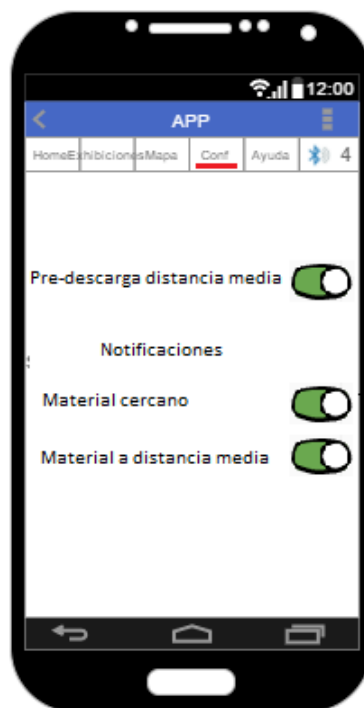 12:00
APP
Home Exhibiciones Mapa Conf Ayuda 4
Pre-descarga distancia media
Notificaciones
Material cercano
Material a distancia media